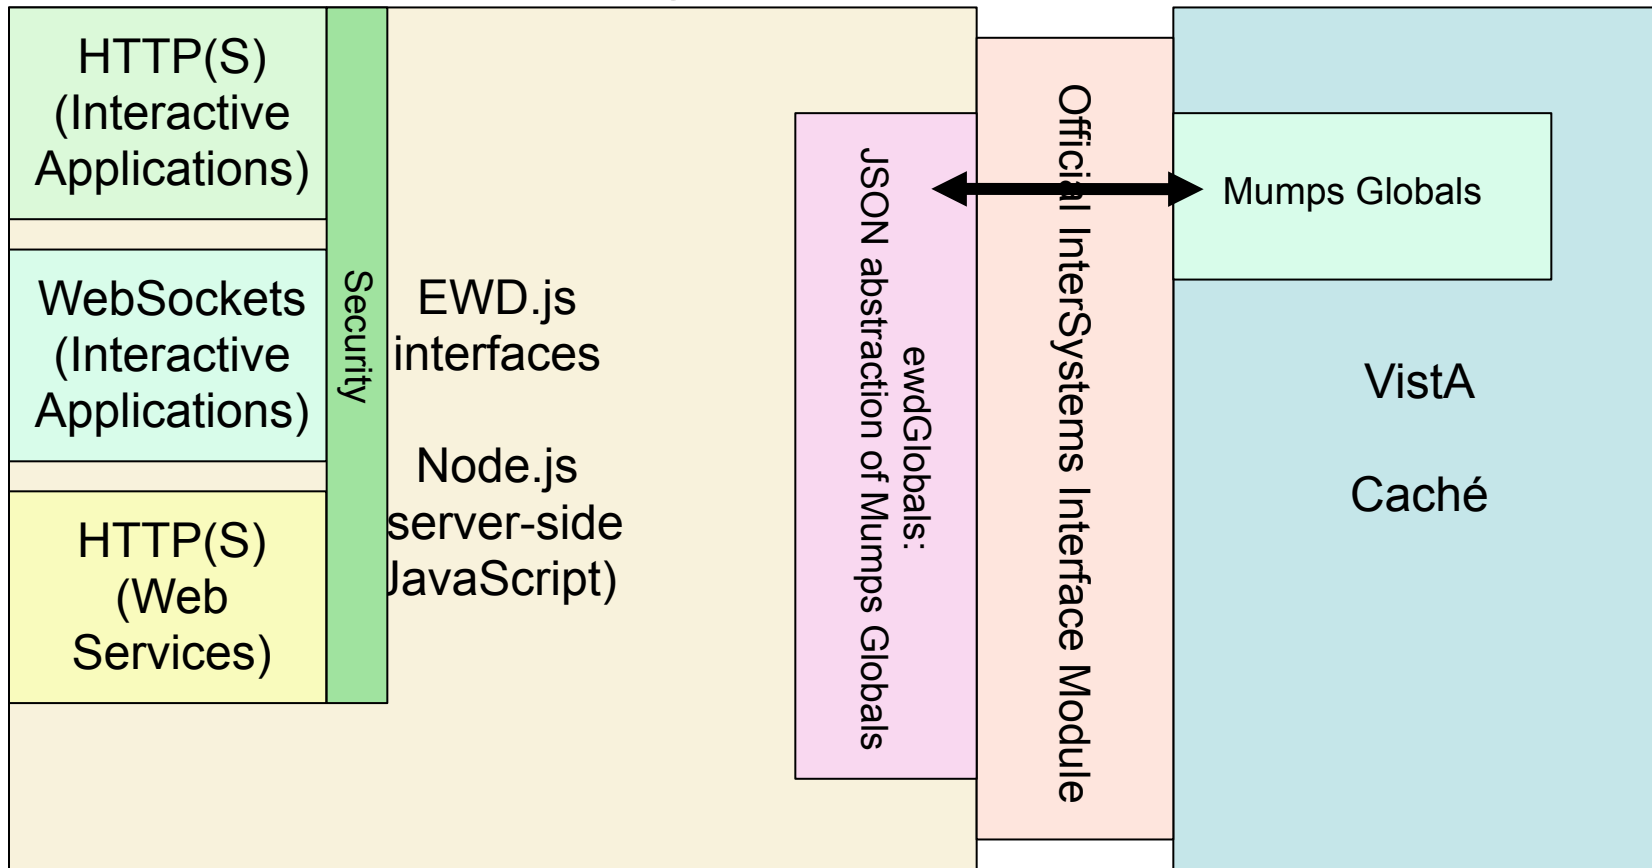 HTTP(S)
(Interactive
Applications)
WebSockets
(Interactive
Applications)
HTTP(S)
(Web
Services)
Security
EWD.js
interfaces
Node.js
server-side
JavaScript)
ewdGlobals:
JSON abstraction of Mumps Globals
Official InterSystems Interface Module
Mumps Globals
VistA
Caché